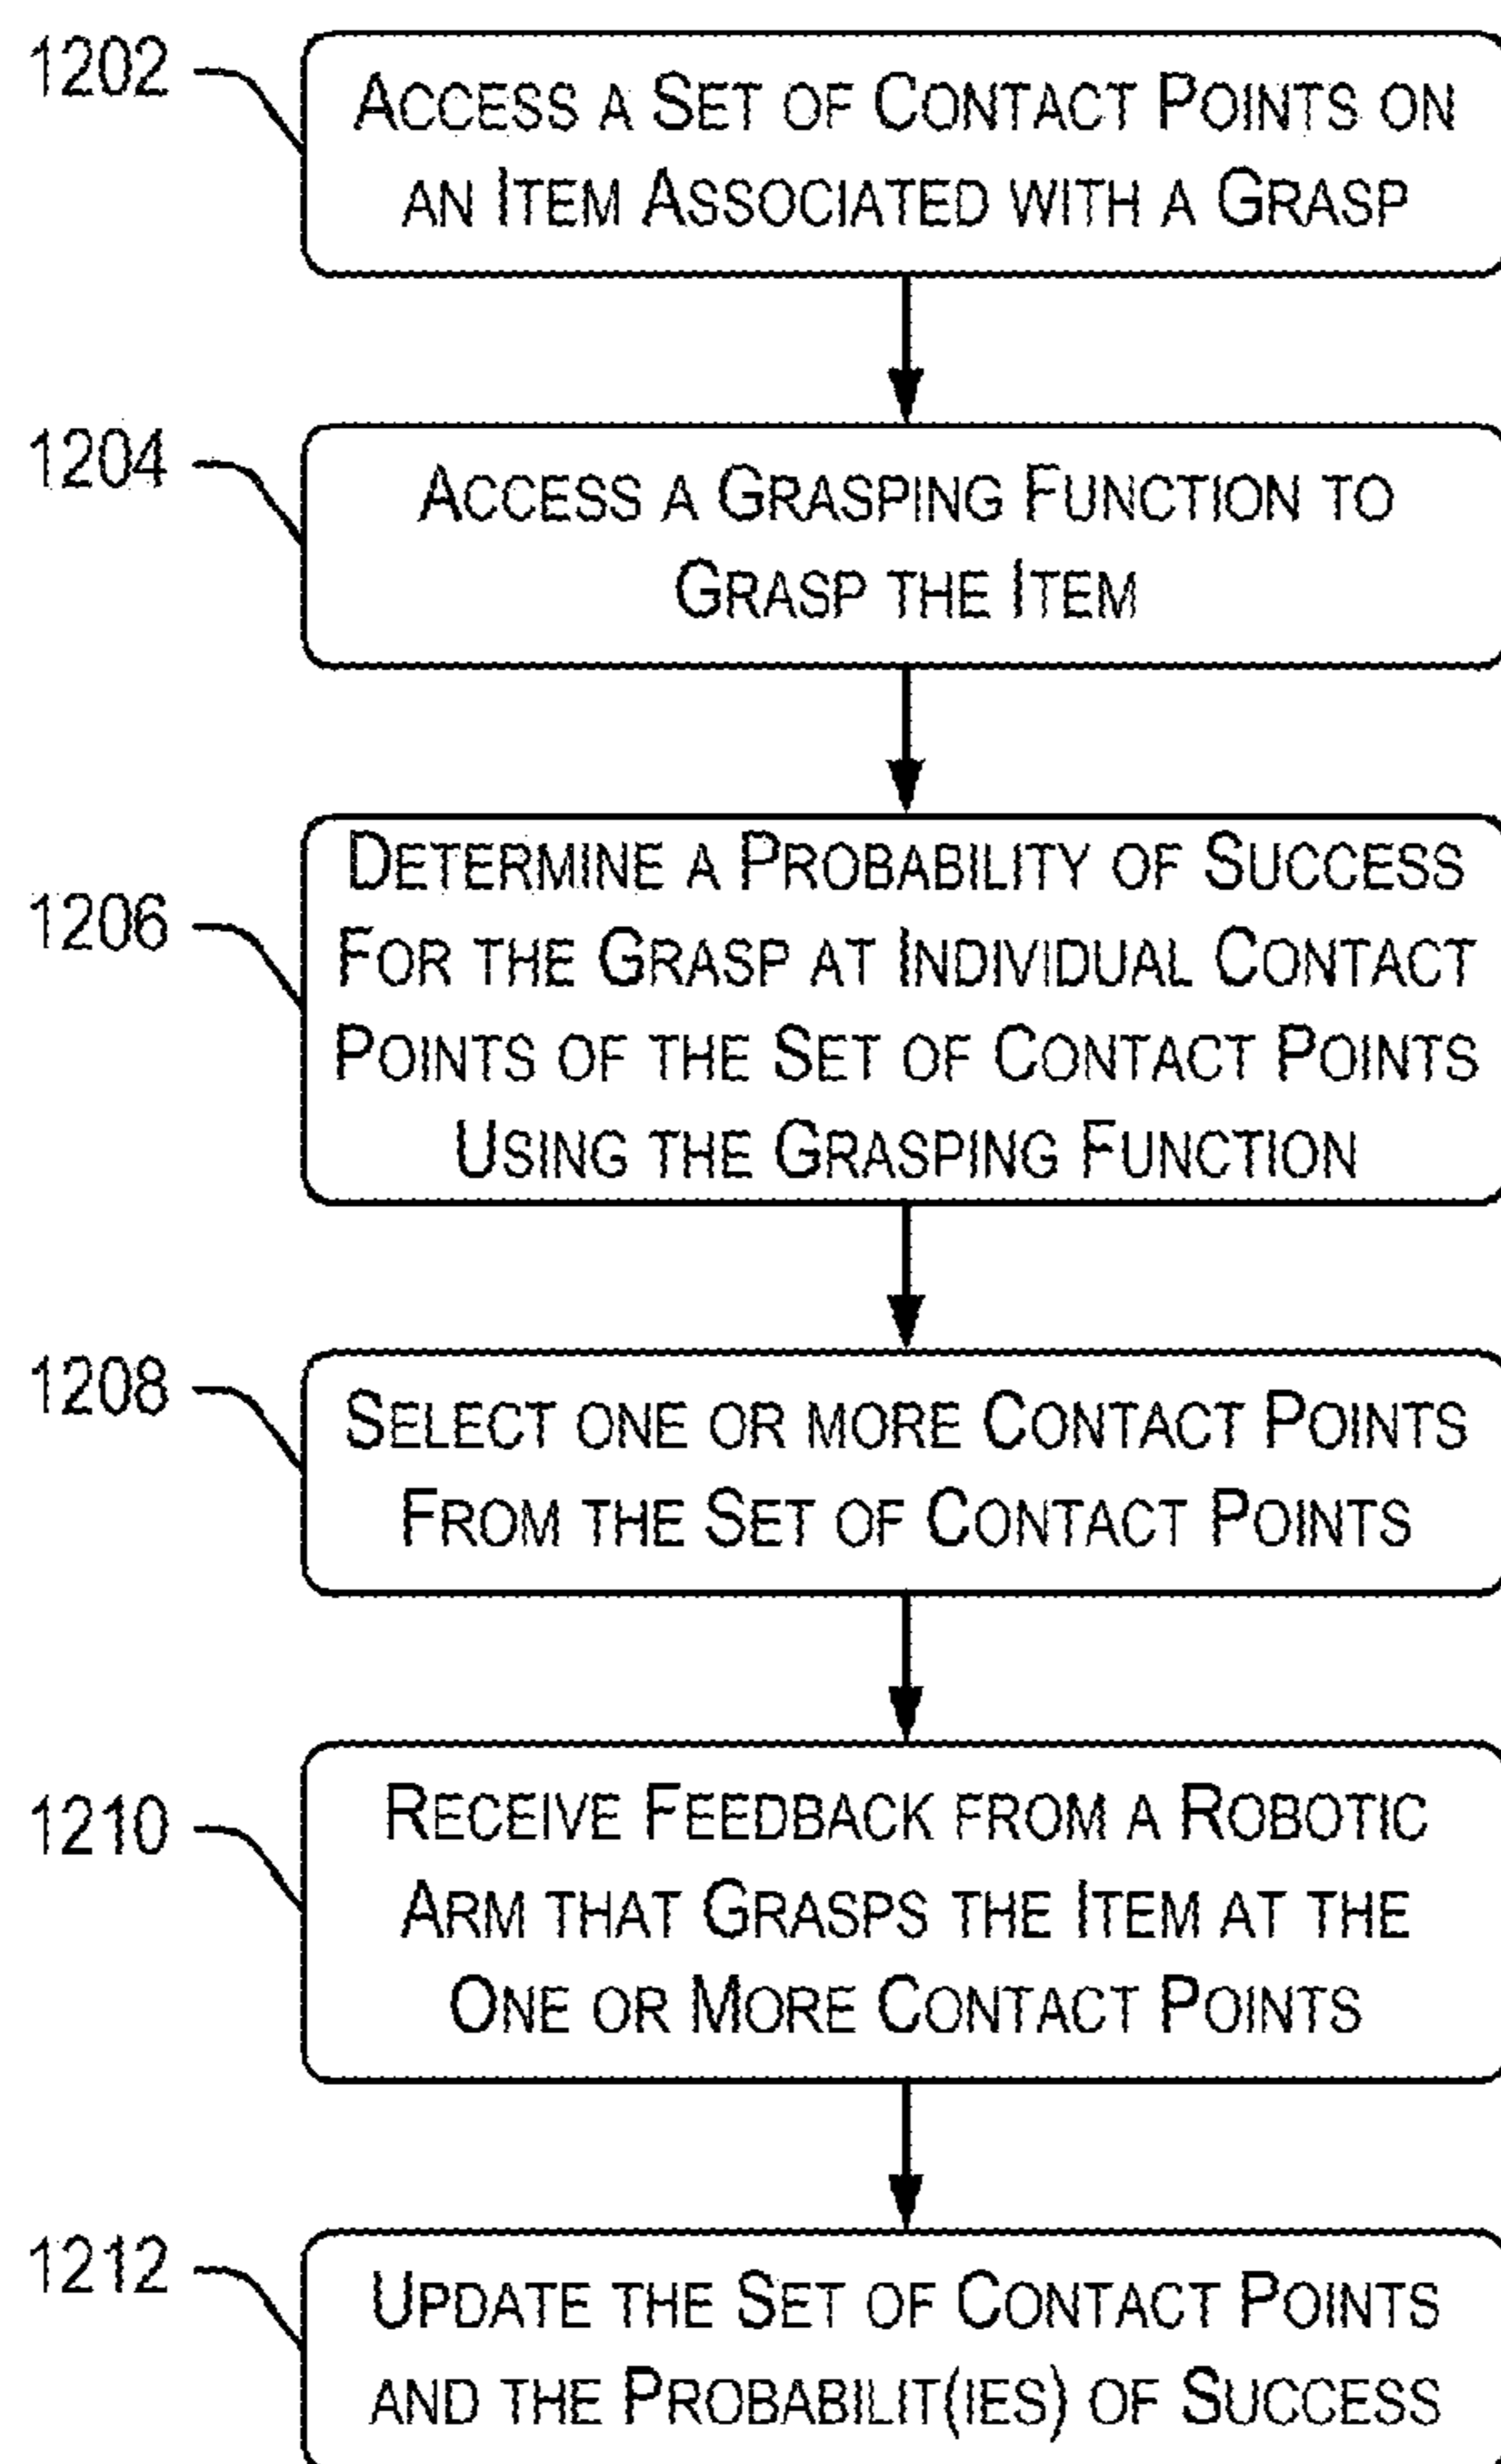 1202
ACCESS A SET OF CONTACT POINTS ON
AN ITEM ASSOCIATED WITH A GRASP
1204
ACCESS A GRASPING FUNCTION TO
GRASP THE ITEM
1206
DETERMINE A PROBABILITY OF SUCCESS
FOR THE GRASP AT INDIVIDUAL CONTACT
POINTS OF THE SET OF CONTACT POINTS
USING THE GRASPING FUNCTION
1208
SELECT ONE OR MORE CONTACT POINTS
FROM THE SET OF CONTACT POINTS
1210
RECEIVE FEEDBACK FROM A ROBOTIC
ARM THAT GRASPS THE ITEM AT THE
ONE OR MORE CONTACT POINTS
1212
UPDATE THE SET OF CONTACT POINTS
AND THE PROBABILIT(IES) OF SUCCESS